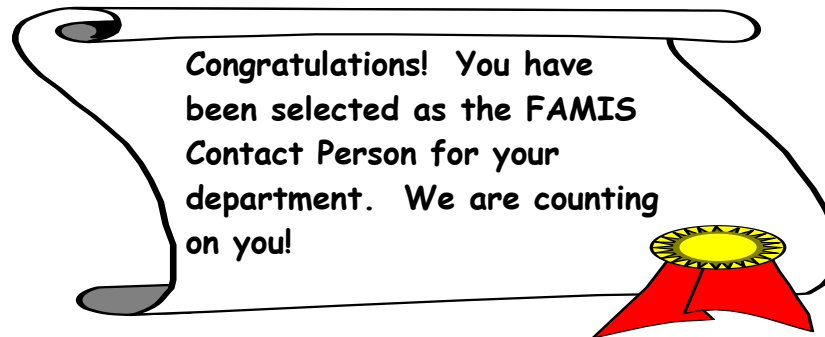 Congratulations!  You have
been selected as the FAMIS
Contact Person for your
department.  We are counting
on you!